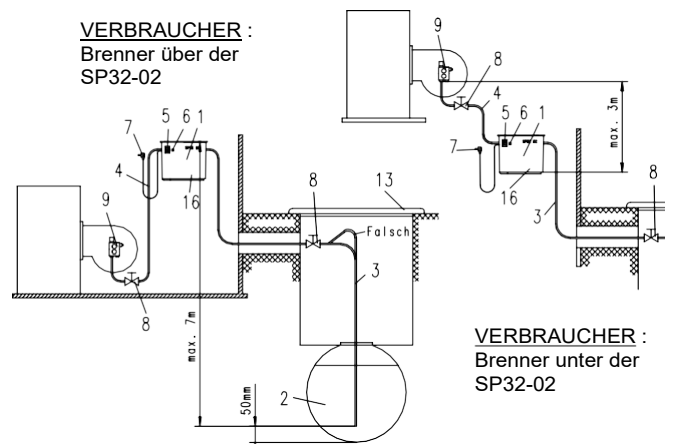 VERBRAUCHER :
Brenner über der
SP32-02
9
8
4
5 6 1
7
16
3
8
max. 3m
7
5 6 1
4
16
9
8
8
13
Falsch
3
max. 7m
2
50mm
VERBRAUCHER :
Brenner unter der
SP32-02